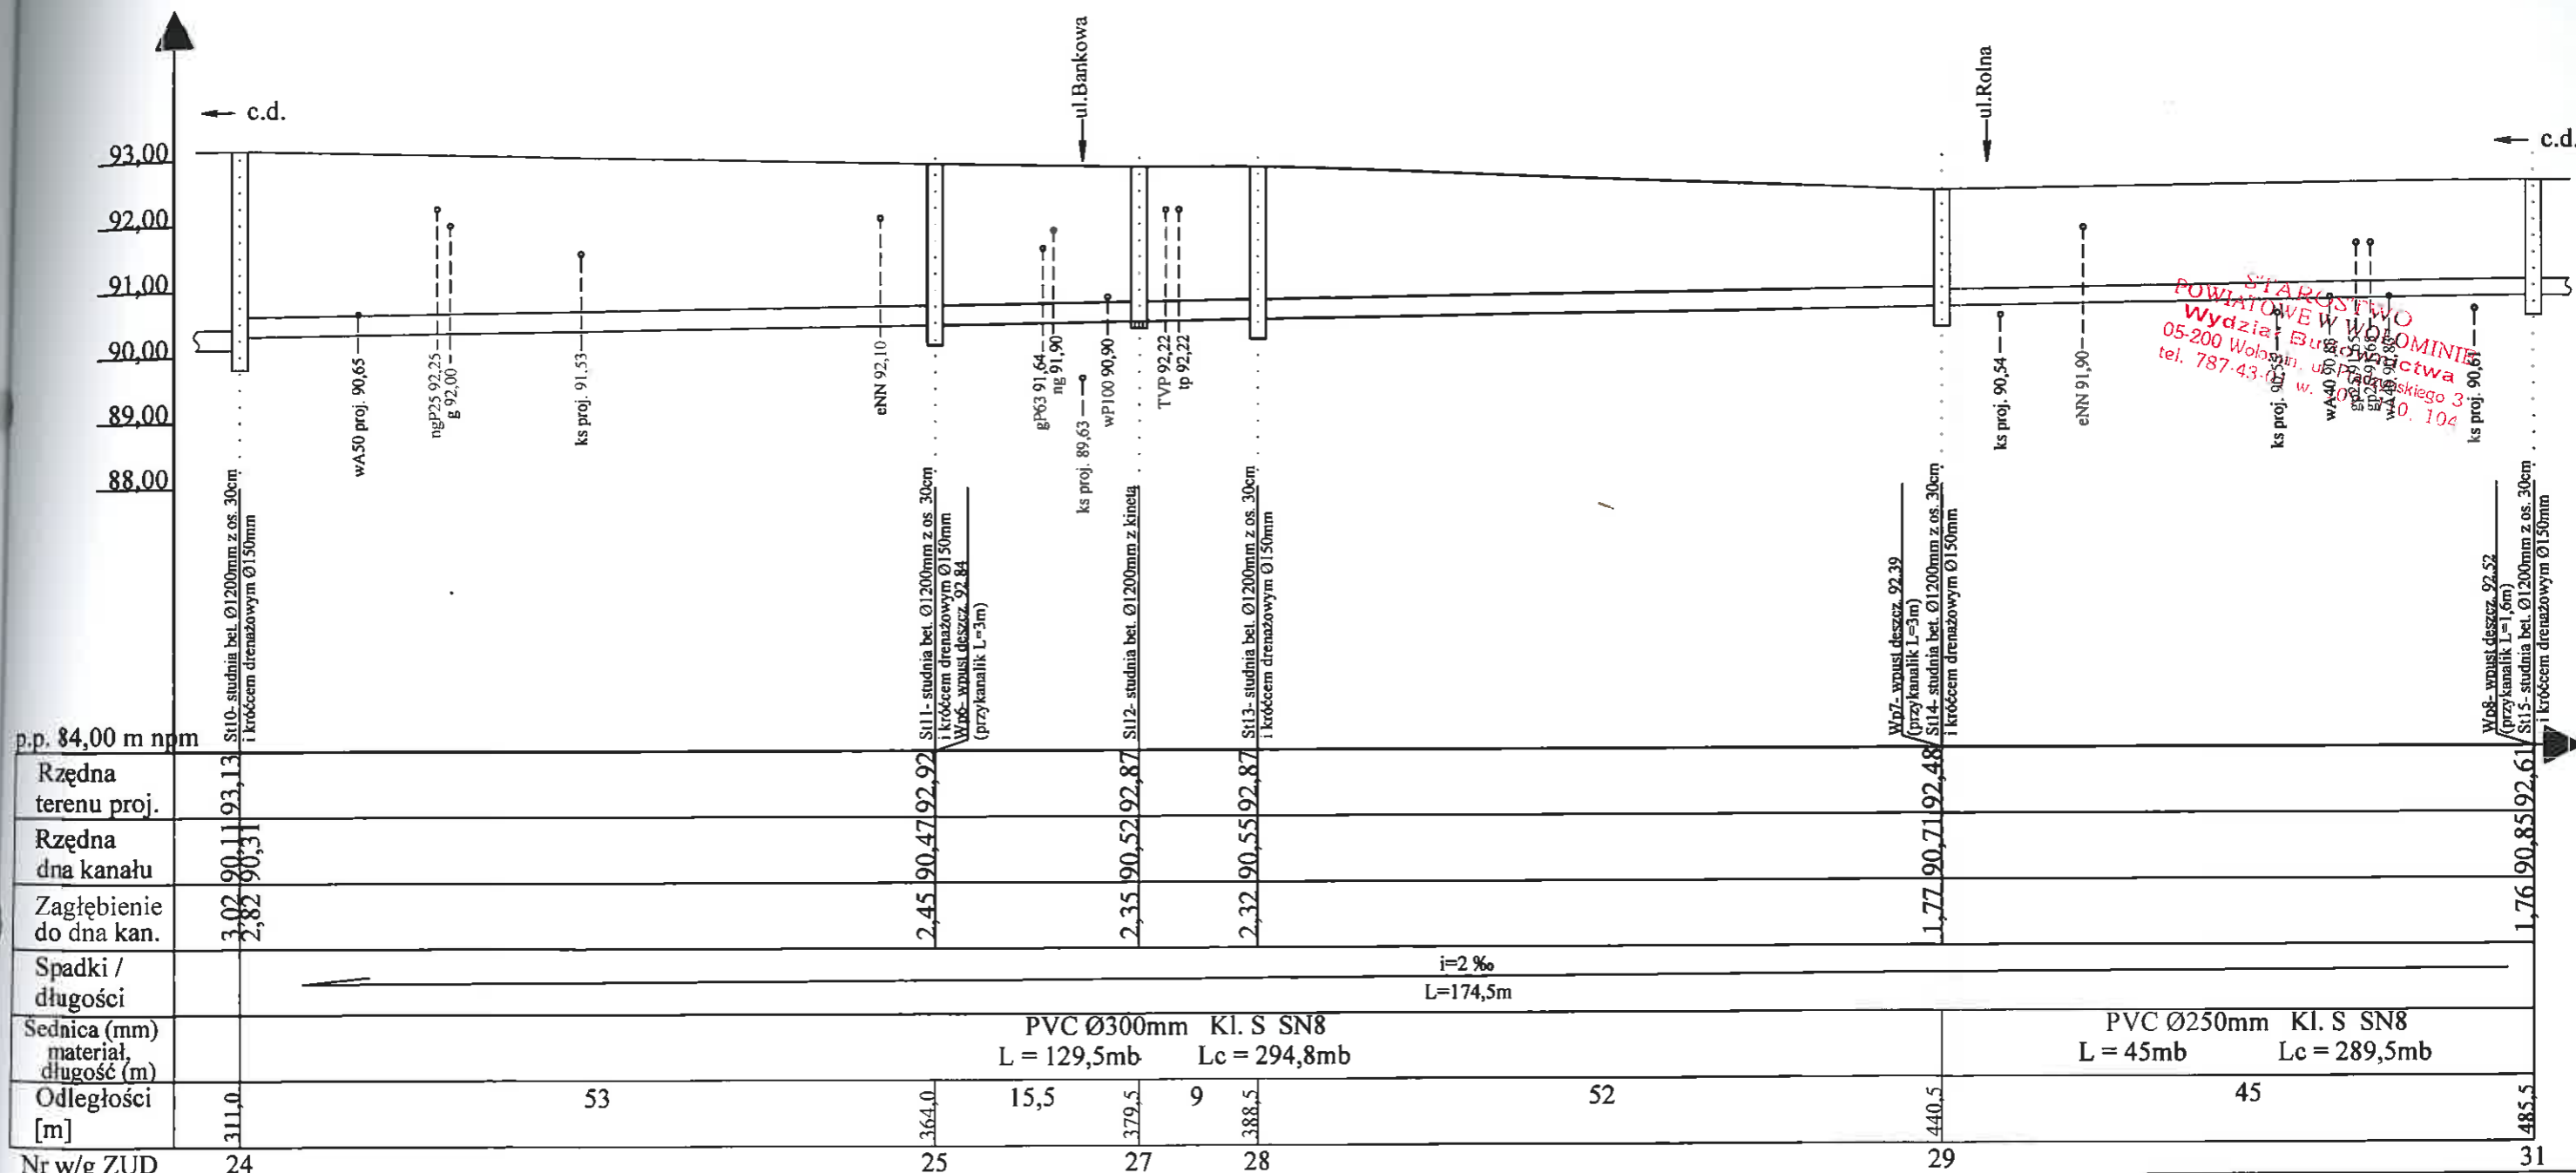 c.d.
ul.Bankowa
ul.Rolna
c.d.
93,00
92,00
91,00
90,00
89,00
88,00
wA50 proj. 90,65
ngP25 92,25
g 92,00
ks proj. 91,53
eNN 92,10
gP63 91,64
ng 91,90
ks proj. 89,63
wP100 90,90
TVP 92,22
tp 92,22
ks proj. 90,54
eNN 91,90
ks proj.
wA40
ks proj. 90,61
STAROSTWO
POWIATOWE W WOŁOMINIE
Wydział Budownictwa
05-200 Wołomin, ul.
tel. 787-43-01 w.
104
St10- studnia bet. Ø1200mm z os. 30cm
i króćcem drenażowym Ø150mm
St11- studnia bet. Ø1200mm z os. 30cm
i króćcem drenażowym Ø150mm
Wp6- wpust deszcz. 92.84
(przykanalik L=3m)
St12- studnia bet. Ø1200mm z kinetą
St13- studnia bet. Ø1200mm z os. 30cm
i króćcem drenażowym Ø150mm
Wp7- wpust deszcz. 92.39
(przykanalik L=3m)
St14- studnia bet. Ø1200mm z os. 30cm
i króćcem drenażowym Ø150mm
Wp8- wpust deszcz. 92.52
(przykanalik L=1,6m)
St15- studnia bet. Ø1200mm z os. 30cm
i króćcem drenażowym Ø150mm
p.p. 84,00 m npm
Rzędna terenu proj. 93,13 92,92 92,87 92,87 92,48 92,61
Rzędna dna kanału 90,11 90,31 90,47 90,52 90,55 90,71 90,85
Zagłębienie do dna kan. 3,02 2,82 2,45 2,35 2,32 1,77 1,76
Spadki / długości i=2 ‰
L=174,5m
Średnica (mm) materiał, długość (m)
PVC Ø300mm Kl. S SN8
L = 129,5mb Lc = 294,8mb
PVC Ø250mm Kl. S SN8
L = 45mb Lc = 289,5mb
Odległości [m] 311,0 53 364,0 15,5 379,5 9 388,5 52 440,5 45 485,5
Nr w/g ZUD 24 25 27 28 29 31